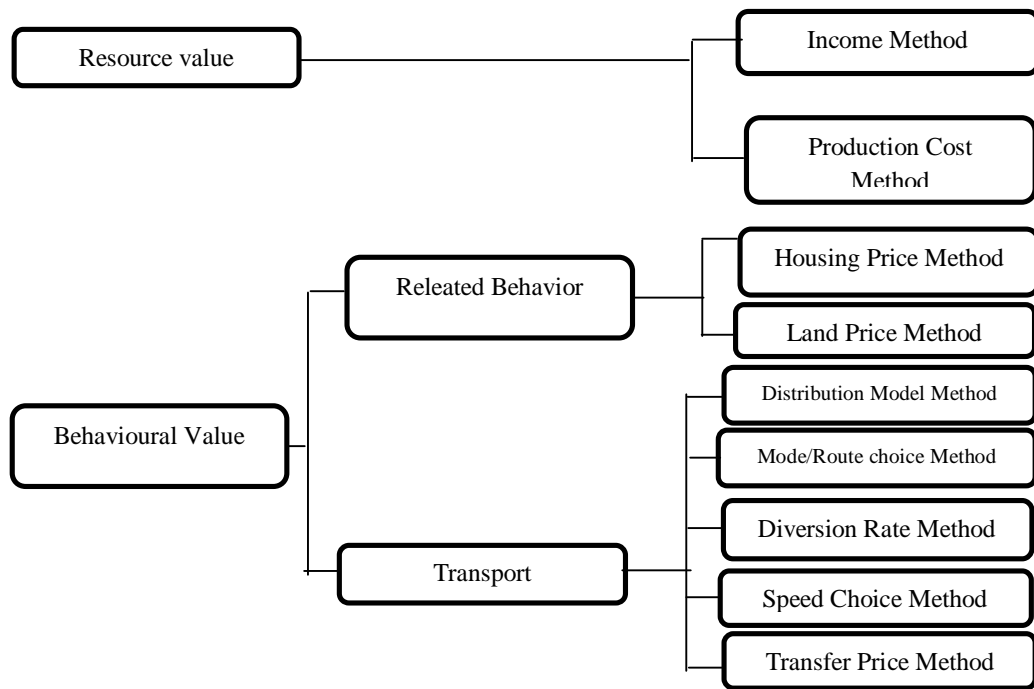 Resource value
Income Method
Production Cost
Method
Behavioural Value
Releated Behavior
Housing Price Method
Land Price Method
Transport
Distribution Model Method
Mode/Route choice Method
Diversion Rate Method
Speed Choice Method
Transfer Price Method